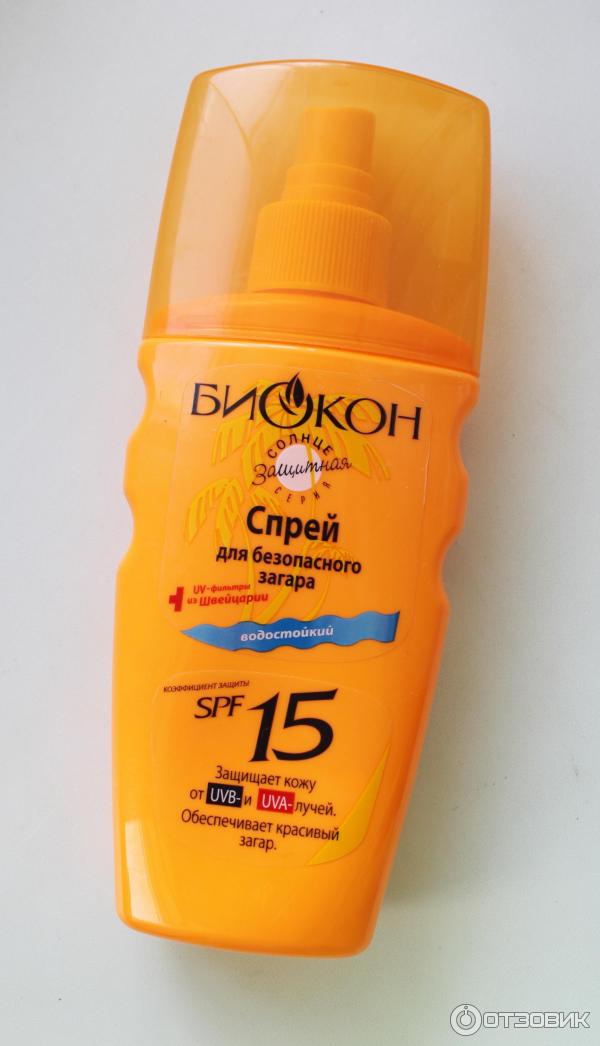 БИОКОН
СОЛНЦЕ
Защитная
СЕРИЯ
Спрей
для безопасного
загара
UV-фильтры
из Швейцарии
водостойкий
КОЭФФИЦИЕНТ ЗАЩИТЫ
SPF 15
Защищает кожу
от UVB- и UVA-лучей.
Обеспечивает красивый
загар.
ОТЗОВИК